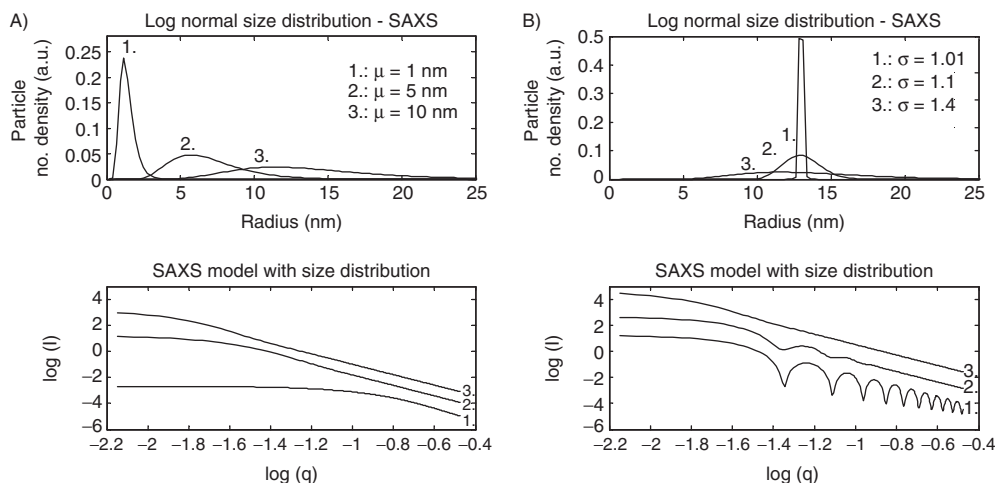 A)
Log normal size distribution - SAXS
Particle
no. density (a.u.)
0.25
0.2
0.15
0.1
0.05
0
1.
2.
3.
1.: μ = 1 nm
2.: μ = 5 nm
3.: μ = 10 nm
0 5 10 15 20 25
Radius (nm)
SAXS model with size distribution
log (I)
4
2
0
−2
−4
−6
3.
2.
1.
−2.2 −2 −1.8 −1.6 −1.4 −1.2 −1 −0.8 −0.6 −0.4
log (q)
B)
Log normal size distribution - SAXS
Particle
no. density (a.u.)
0.5
0.4
0.3
0.2
0.1
0
1.
2.
3.
1.: σ = 1.01
2.: σ = 1.1
3.: σ = 1.4
0 5 10 15 20 25
Radius (nm)
SAXS model with size distribution
log (I)
4
2
0
−2
−4
−6
3.
2.
1.
−2.2 −2 −1.8 −1.6 −1.4 −1.2 −1 −0.8 −0.6 −0.4
log (q)